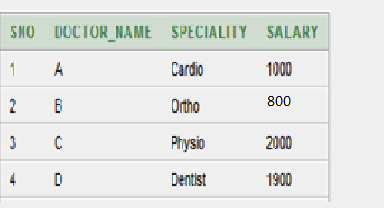 SNO DOCTOR_NAME SPECIALITY SALARY
1 A Cardio 1000
2 B Ortho 800
3 C Physio 2000
4 D Dentist 1900